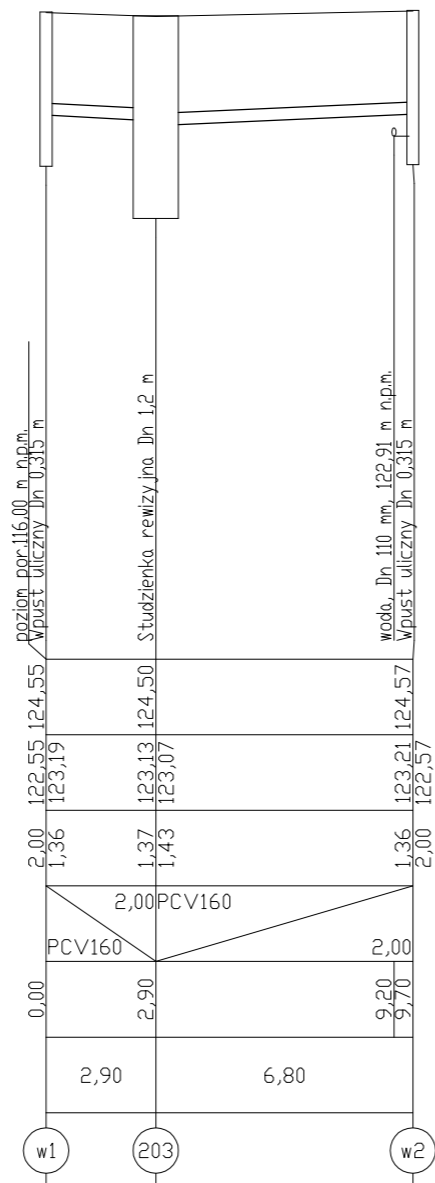 poziom por.116,00 m n.p.m.
Wpust uliczny Dn 0,315 m
Studzienka rewizyjna Dn 1,2 m
woda, Dn 110 mm, 122,91 m n.p.m.
Wpust uliczny Dn 0,315 m
124,55
124,50
124,57
122,55
123,19
123,13
123,07
123,21
122,57
2,00
1,36
1,37
1,43
1,36
2,00
2,00 PCV160
PCV160
2,00
0,00
2,90
9,20
9,70
2,90
6,80
w1
203
w2